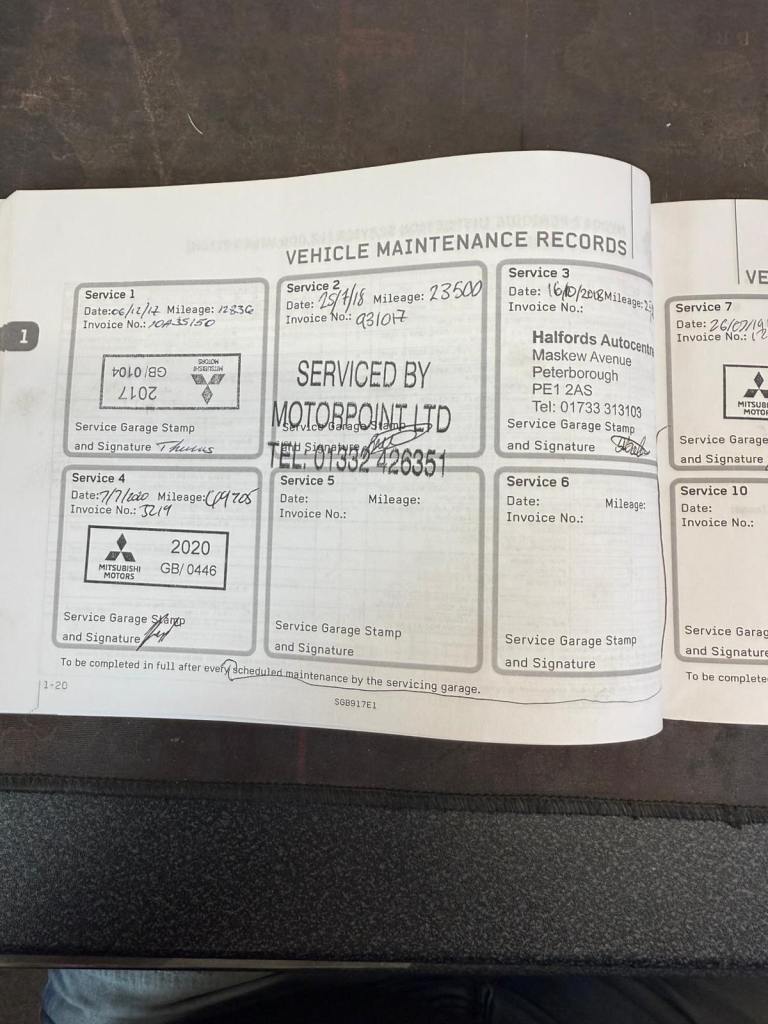 VEHICLE MAINTENANCE RECORDS
1
Service 1
Date: 06/12/17 Mileage: 12836
Invoice No.:
2017
GB/0104
MITSUBISHI
MOTORS
Service Garage Stamp
and Signature
Service 2
Date: 25/7/18 Mileage: 23500
Invoice No.: 931017
SERVICED BY
MOTORPOINT LTD
Service Garage Stamp
and Signature
TEL: 01332 426351
Service 3
Date: 16/10/2018 Mileage:
Invoice No.:
Halfords Autocentre
Maskew Avenue
Peterborough
PE1 2AS
Tel: 01733 313103
Service Garage Stamp
and Signature
Service 4
Date: 7/7/2020 Mileage:
Invoice No.: 3219
MITSUBISHI
MOTORS
2020
GB/0446
Service Garage Stamp
and Signature
Service 5
Date: Mileage:
Invoice No.:
Service Garage Stamp
and Signature
Service 6
Date: Mileage:
Invoice No.:
Service Garage Stamp
and Signature
To be completed in full after every scheduled maintenance by the servicing garage.
1-20
SGB917E1
VE
Service 7
Date: 26/07/19
Invoice No.:
MITSUB
MOTOR
Service Garage
and Signature
Service 10
Date:
Invoice No.:
Service Garag
and Signature
To be complete